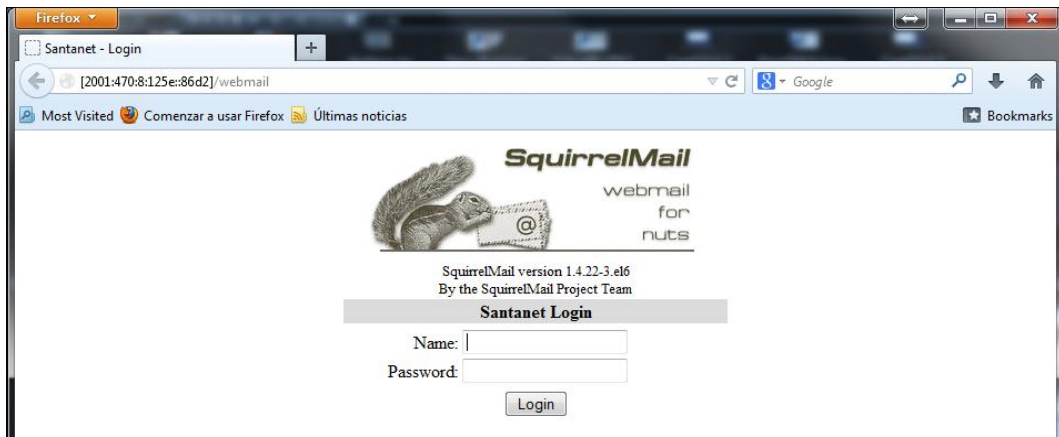 Firefox
Santanet - Login
[2001:470:8:125e::86d2]/webmail
Google
Most Visited Comenzar a usar Firefox Últimas noticias Bookmarks
SquirrelMail
webmail
for
nuts
@
SquirrelMail version 1.4.22-3.el6
By the SquirrelMail Project Team
Santanet Login
Name:
Password:
Login